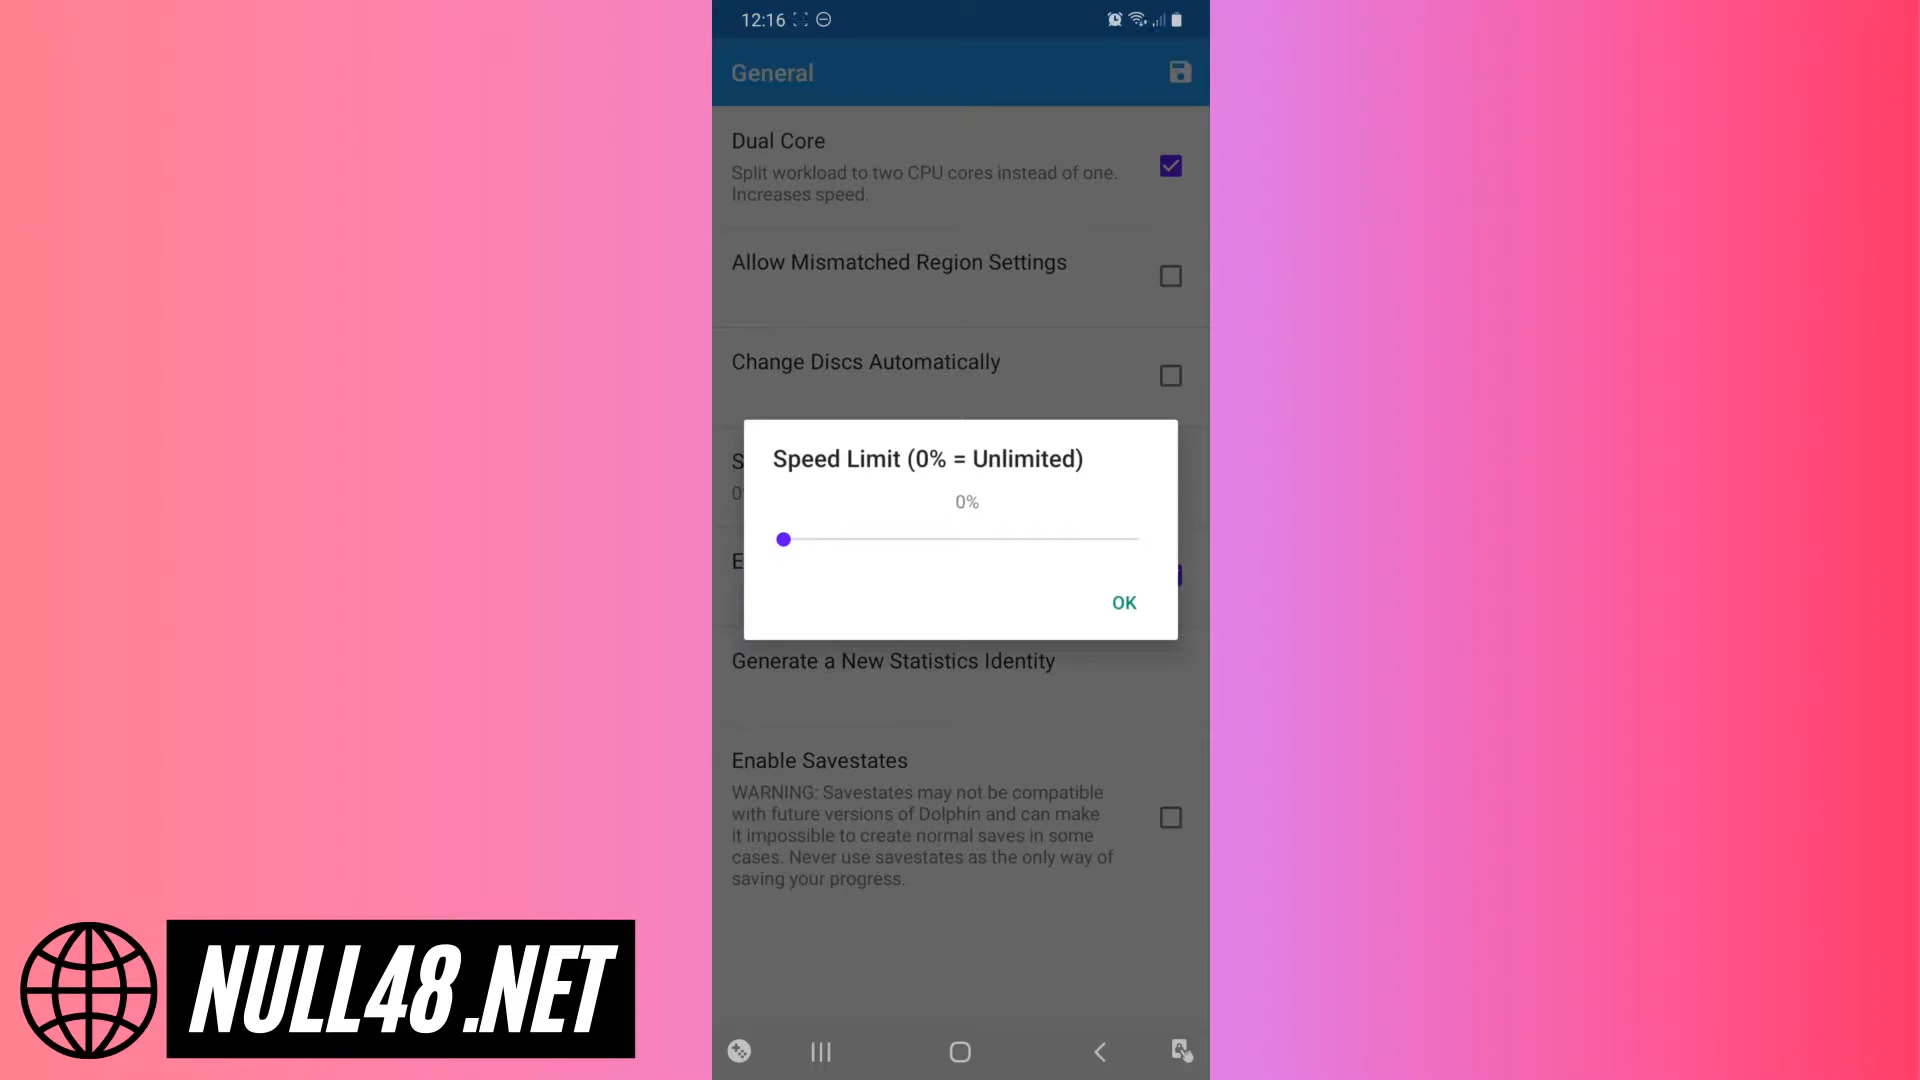 12:16
General
Dual Core
Split workload to two CPU cores instead of one.
Increases speed.
Allow Mismatched Region Settings
Change Discs Automatically
S
0
Speed Limit (0% = Unlimited)
0%
E
OK
Generate a New Statistics Identity
Enable Savestates
WARNING: Savestates may not be compatible
with future versions of Dolphin and can make
it impossible to create normal saves in some
cases. Never use savestates as the only way of
saving your progress.
NULL48.NET